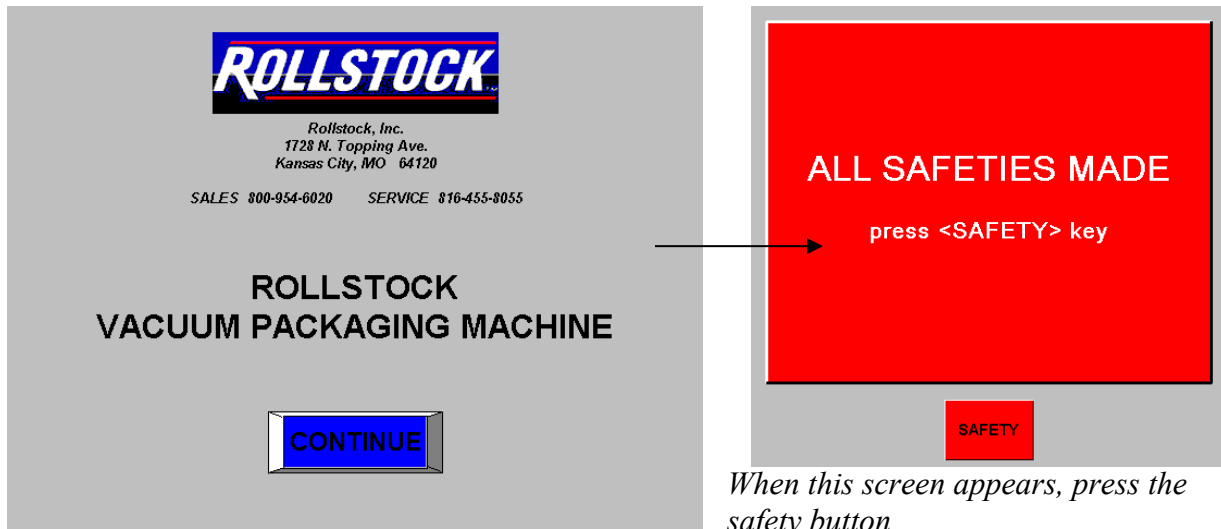 ROLLSTOCK
Rollstock, Inc.
1728 N. Topping Ave.
Kansas City, MO 64120
SALES 800-954-6020 SERVICE 816-455-8055
ROLLSTOCK
VACUUM PACKAGING MACHINE
CONTINUE
ALL SAFETIES MADE
press <SAFETY> key
SAFETY
When this screen appears, press the
safety button